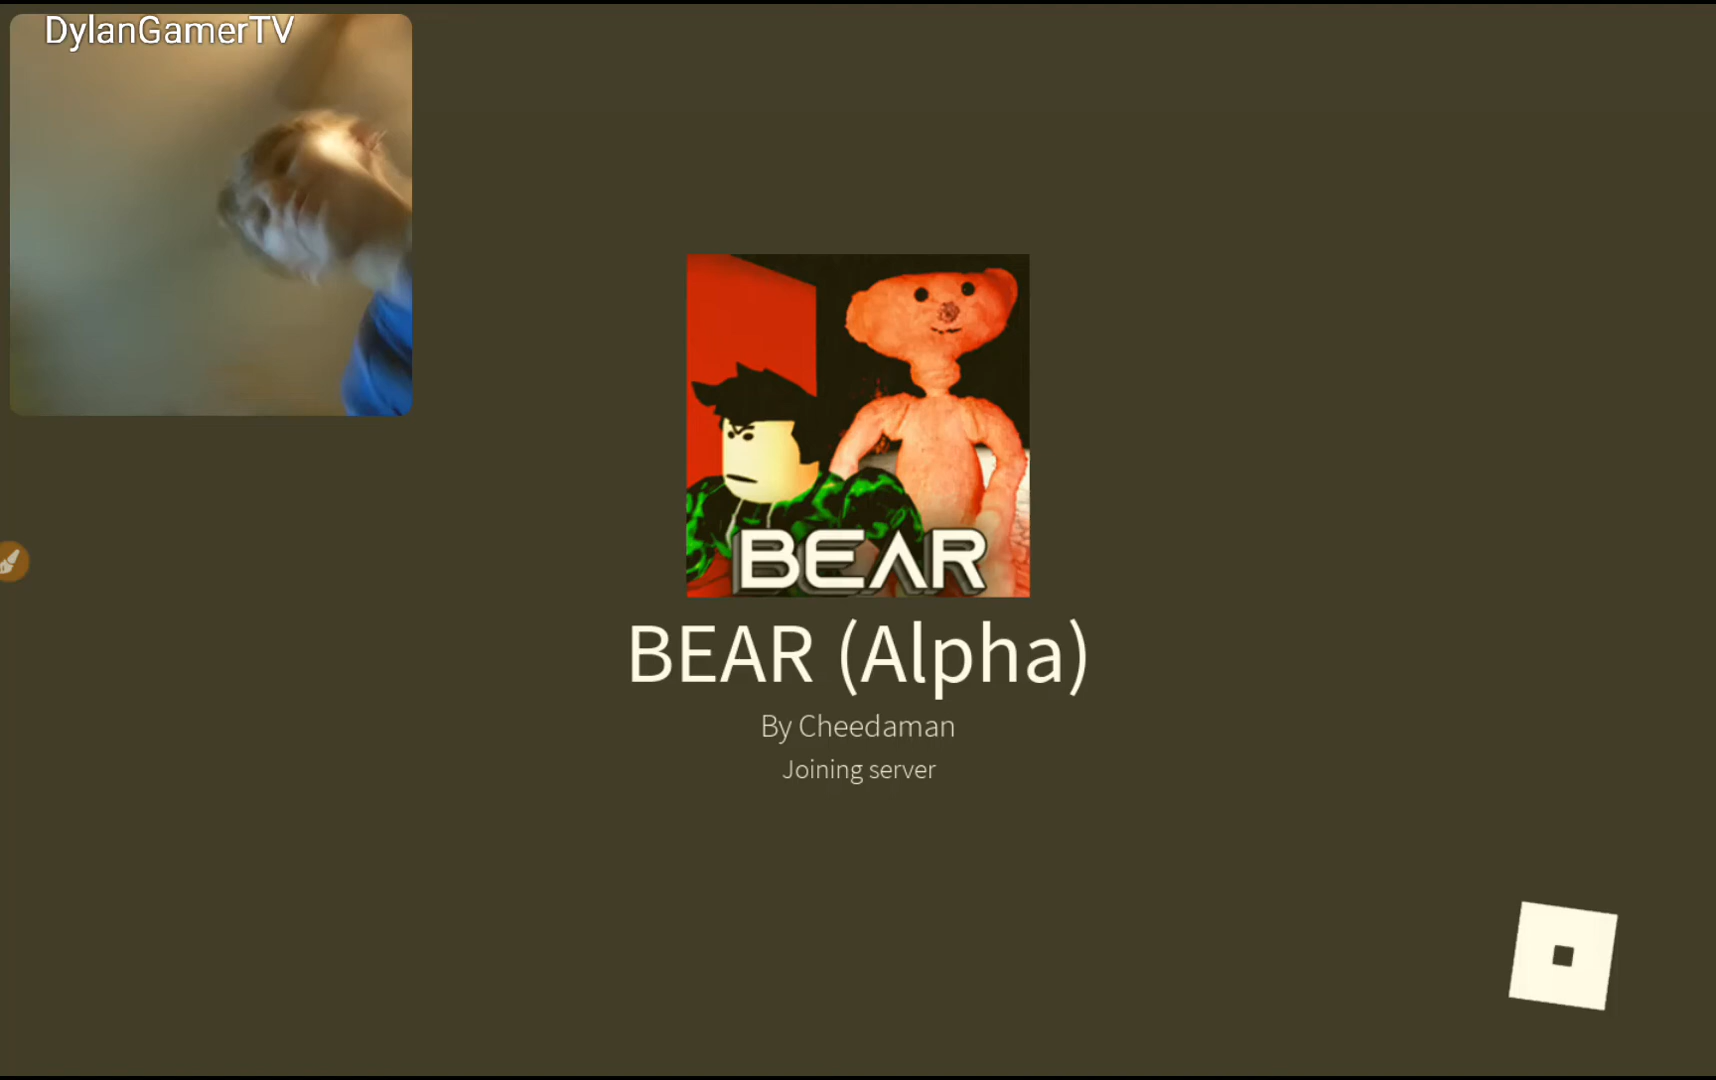 DylanGamerTV
BEAR
BEAR (Alpha)
By Cheedaman
Joining server